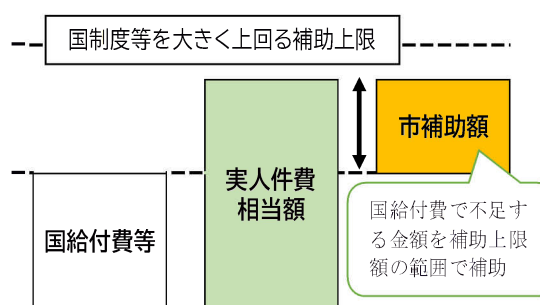 国制度等を大きく上回る補助上限
市補助額
実人件費
相当額
国給付費等
国給付費で不足す
る金額を補助上限
額の範囲で補助